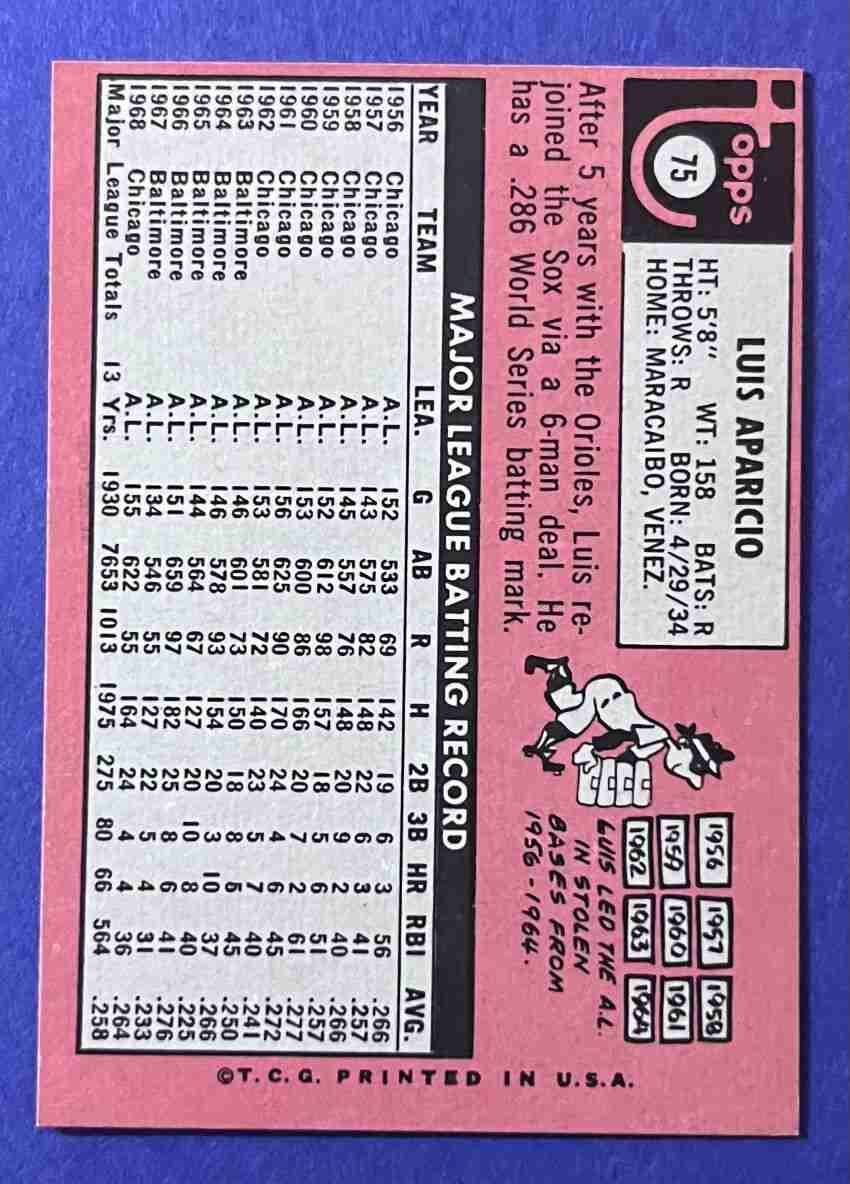 topps
75
LUIS APARICIO
HT: 5'8" WT: 158 BATS: R
THROWS: R BORN: 4/29/34
HOME: MARACAIBO, VENEZ.
After 5 years with the Orioles, Luis re-
joined the Sox via a 6-man deal. He
has a .286 World Series batting mark.
1956 1957 1958
1959 1960 1961
1962 1963 1964
LUIS LED THE A.L.
IN STOLEN
BASES FROM
1956-1964.
MAJOR LEAGUE BATTING RECORD
YEAR TEAM LEA. G AB R H 2B 3B HR RBI AVG.
1956 Chicago A.L. 152 533 69 142 19 6 3 56 .266
1957 Chicago A.L. 143 575 82 148 22 6 3 41 .257
1958 Chicago A.L. 145 557 76 148 20 9 2 40 .266
1959 Chicago A.L. 152 612 98 157 18 5 6 51 .257
1960 Chicago A.L. 153 600 86 166 20 7 2 61 .277
1961 Chicago A.L. 156 625 90 170 24 4 6 45 .272
1962 Chicago A.L. 153 581 72 140 23 5 7 40 .241
1963 Baltimore A.L. 146 601 73 150 18 8 5 45 .250
1964 Baltimore A.L. 146 578 93 154 20 3 10 37 .266
1965 Baltimore A.L. 144 564 67 127 20 10 8 40 .225
1966 Baltimore A.L. 151 659 97 182 25 8 6 41 .276
1967 Baltimore A.L. 134 546 55 127 22 5 4 31 .233
1968 Chicago A.L. 155 622 55 164 24 4 4 36 .264
Major League Totals 13 Yrs. 1930 7653 1013 1975 275 80 66 564 .258
©T.C.G. PRINTED IN U.S.A.